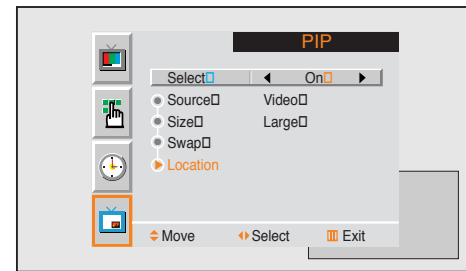 PIP
Select ◀ On ▶
Source Video
Size Large
Swap
Location
Move Select Exit